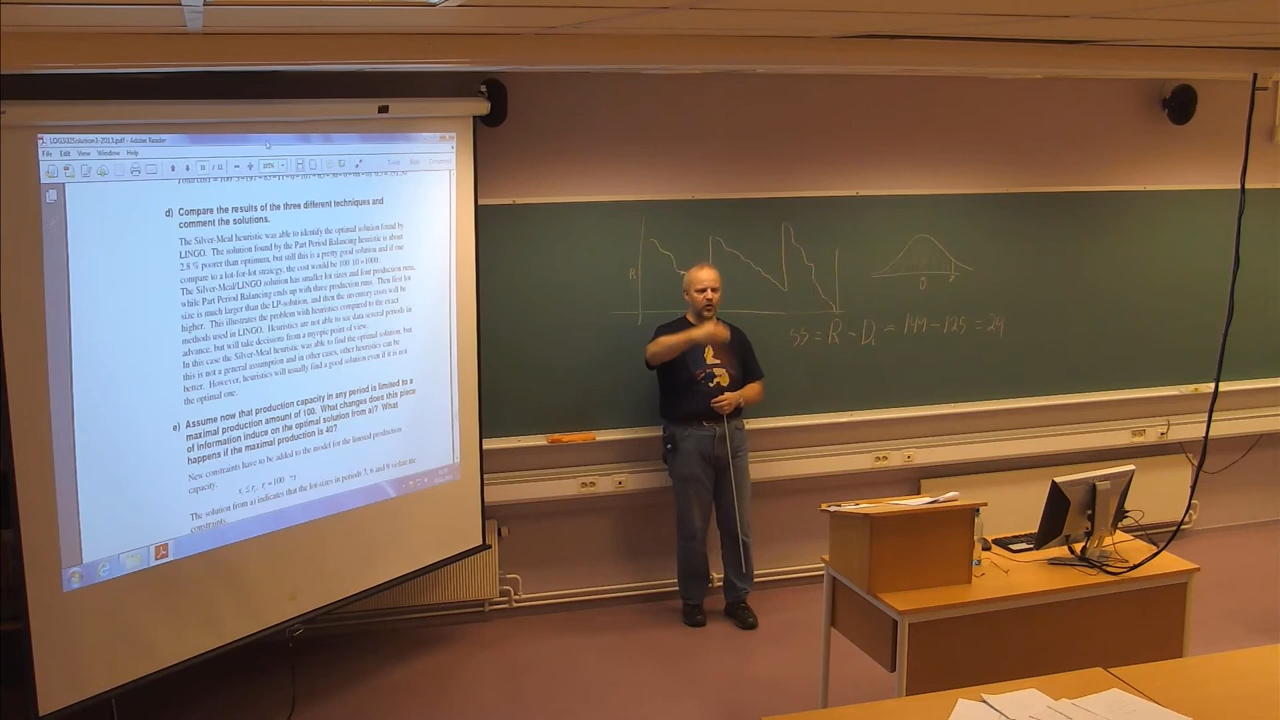 LOG350Solution3-2013.pdf - Adobe Reader
File Edit View Window Help
d) Compare the results of the three different techniques and
comment the solutions.
The Silver-Meal heuristic was able to identify the optimal solution found by
LINGO. The solution found by the Part Period Balancing heuristic is about
2.8 % poorer than optimum, but still this is a pretty good solution and if one
compare to a lot-for-lot strategy, the cost would be 100·10 = 1000.
The Silver-Meal/LINGO solution has smaller lot sizes and four production runs,
while Part Period Balancing ends up with three production runs. Then first lot
size is much larger than the LP-solution, and then the inventory costs will be
higher. This illustrates the problem with heuristics compared to the exact
methods used in LINGO. Heuristics are not able to see data several periods in
advance, but will take decisions from a myopic point of view.
In this case the Silver-Meal heuristic was able to find the optimal solution, but
this is not a general assumption and in other cases, other heuristics can be
better. However, heuristics will usually find a good solution even if it is not
the optimal one.
e) Assume now that production capacity in any period is limited to a
maximal production amount of 100. What changes does this piece
of information induce on the optimal solution from a)? What
happens if the maximal production is 40?
New constraints have to be added to the model for the limited production
capacity.
The solution from a) indicates that the lot-sizes in periods 3, 6 and 9 violate the
constraints.
R
0
z
SS = R - D = 149 - 125 = 24